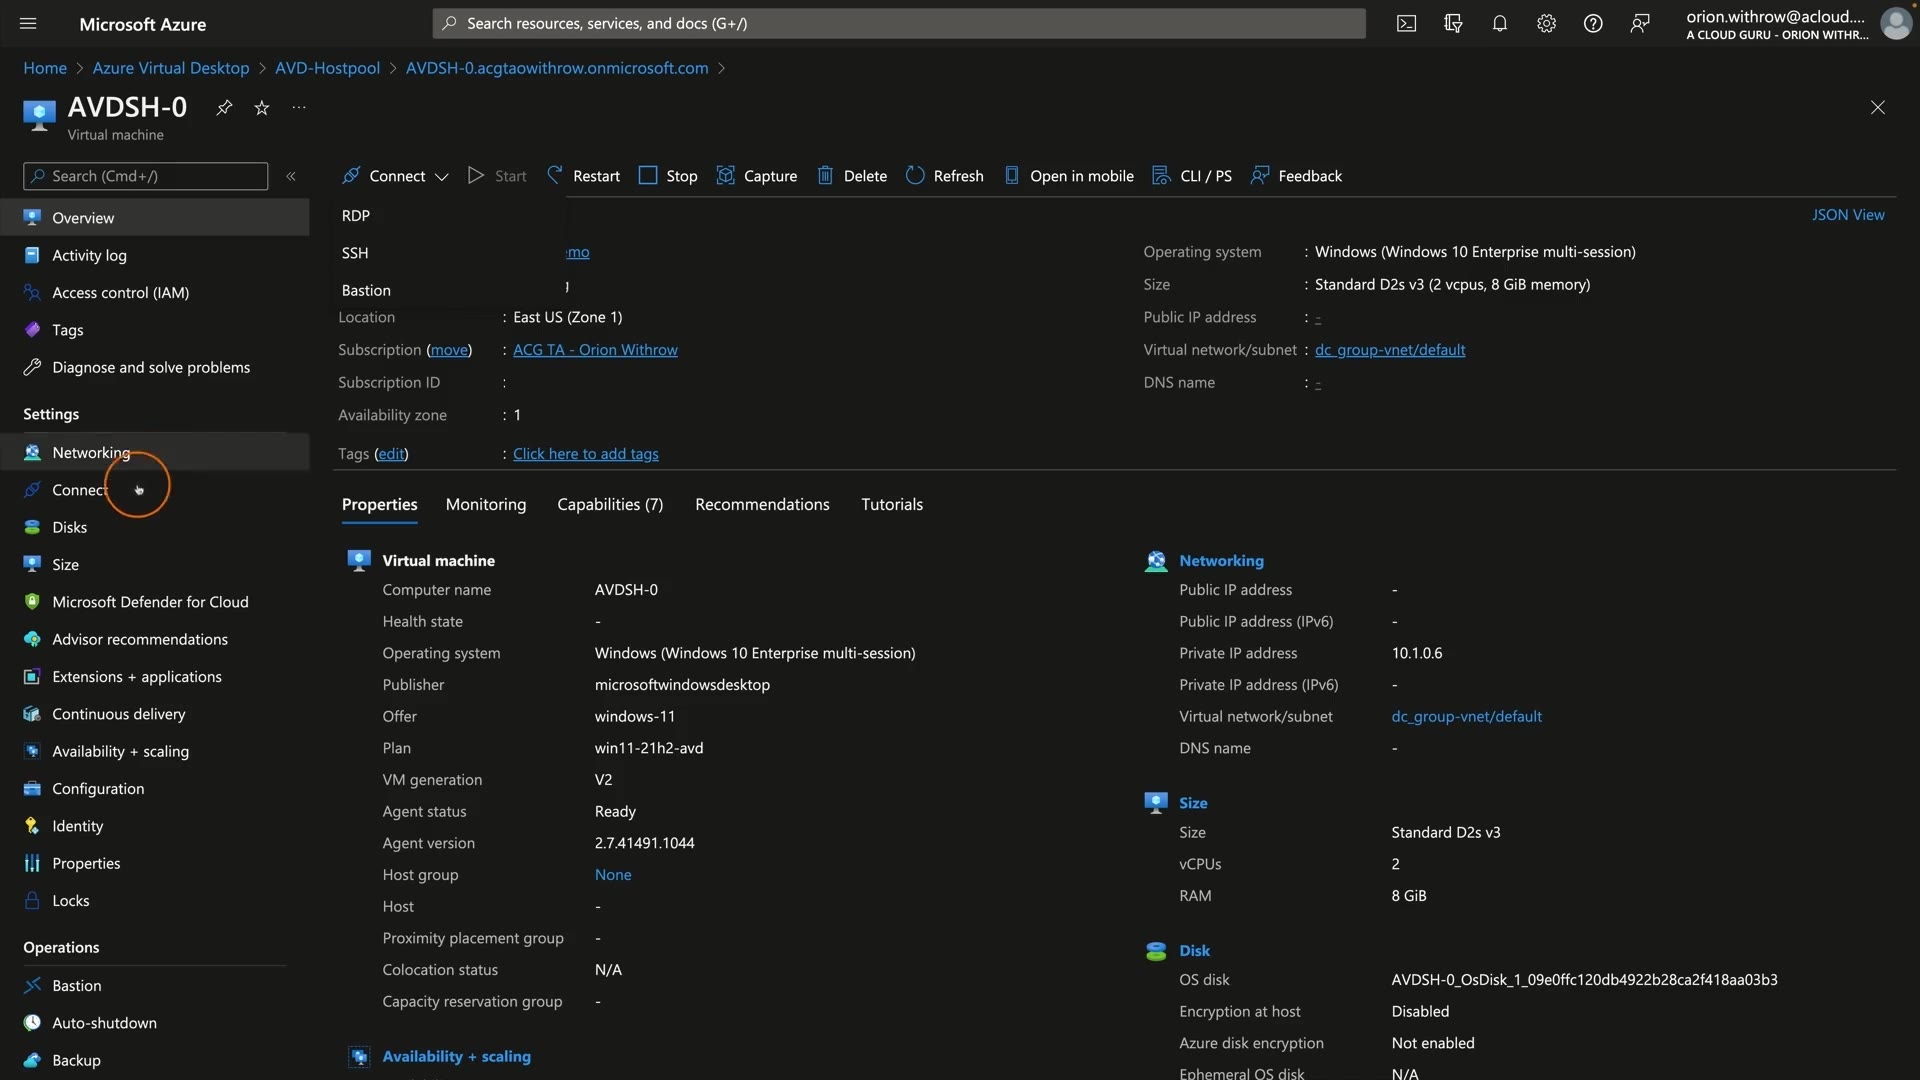 Microsoft Azure
Search resources, services, and docs (G+/)
orion.withrow@acloud....
A CLOUD GURU - ORION WITHR...
Home > Azure Virtual Desktop > AVD-Hostpool > AVDSH-0.acgtaowithrow.onmicrosoft.com >
AVDSH-0
...
Virtual machine
Search (Cmd+/)
«
Connect
Start
Restart
Stop
Capture
Delete
Refresh
Open in mobile
CLI / PS
Feedback
Overview
Activity log
Access control (IAM)
Tags
Diagnose and solve problems
Settings
Networking
Connect
Disks
Size
Microsoft Defender for Cloud
Advisor recommendations
Extensions + applications
Continuous delivery
Availability + scaling
Configuration
Identity
Properties
Locks
Operations
Bastion
Auto-shutdown
Backup
RDP
SSH
Bastion
JSON View
emo
g
Location : East US (Zone 1)
Subscription (move) : ACG TA - Orion Withrow
Subscription ID :
Availability zone : 1
Tags (edit) : Click here to add tags
Operating system : Windows (Windows 10 Enterprise multi-session)
Size : Standard D2s v3 (2 vcpus, 8 GiB memory)
Public IP address : -
Virtual network/subnet : dc_group-vnet/default
DNS name : -
Properties
Monitoring
Capabilities (7)
Recommendations
Tutorials
Virtual machine
Computer name AVDSH-0
Health state -
Operating system Windows (Windows 10 Enterprise multi-session)
Publisher microsoftwindowsdesktop
Offer windows-11
Plan win11-21h2-avd
VM generation V2
Agent status Ready
Agent version 2.7.41491.1044
Host group None
Host -
Proximity placement group -
Colocation status N/A
Capacity reservation group -
Availability + scaling
Networking
Public IP address -
Public IP address (IPv6) -
Private IP address 10.1.0.6
Private IP address (IPv6) -
Virtual network/subnet dc_group-vnet/default
DNS name -
Size
Size Standard D2s v3
vCPUs 2
RAM 8 GiB
Disk
OS disk AVDSH-0_OsDisk_1_09e0ffc120db4922b28ca2f418aa03b3
Encryption at host Disabled
Azure disk encryption Not enabled
Ephemeral OS disk N/A